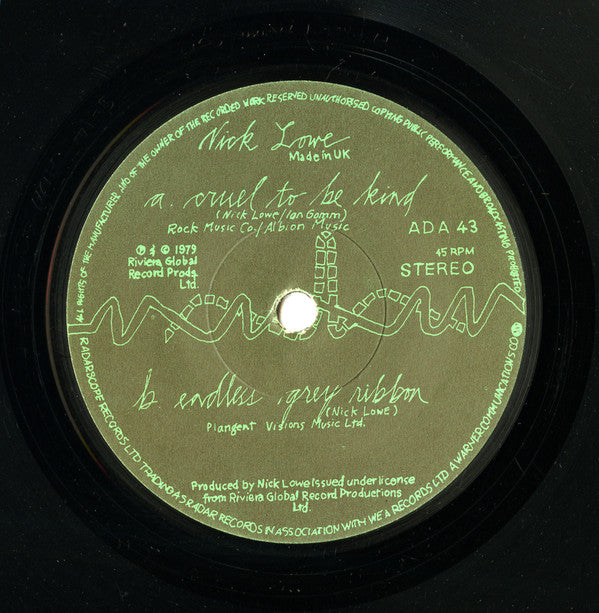 ALL RIGHTS OF THE MANUFACTURER AND OF THE OWNER OF THE RECORDED WORK RESERVED UNAUTHORISED COPYING PUBLIC PERFORMANCE AND BROADCASTING PROHIBITED
Nick Lowe
Made in UK
a. cruel to be kind
(Nick Lowe/Ian Gomm)
Rock Music Co./Albion Music
ADA 43
℗ & © 1979
Riviera Global
Record Prods.
Ltd.
45 RPM
STEREO
b endless grey ribbon
(Nick Lowe)
Plangent Visions Music Ltd.
Produced by Nick Lowe Issued under license
from Riviera Global Record Productions
Ltd.
RADARSCOPE RECORDS LTD TRADING AS RADAR RECORDS IN ASSOCIATION WITH WEA RECORDS LTD A WARNER COMMUNICATIONS CO